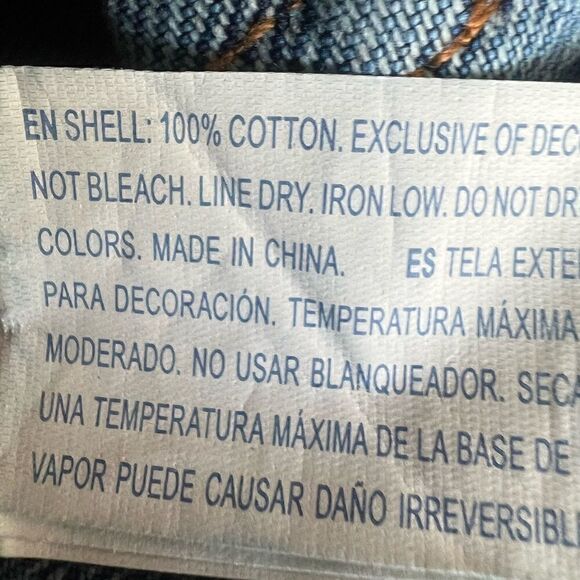 EN SHELL: 100% COTTON. EXCLUSIVE OF
NOT BLEACH. LINE DRY. IRON LOW. DO NOT
COLORS. MADE IN CHINA. ES TELA
PARA DECORACIÓN. TEMPERATURA MÁXIMA
MODERADO. NO USAR BLANQUEADOR.
UNA TEMPERATURA MÁXIMA DE LA BASE DE
VAPOR PUEDE CAUSAR DAÑO